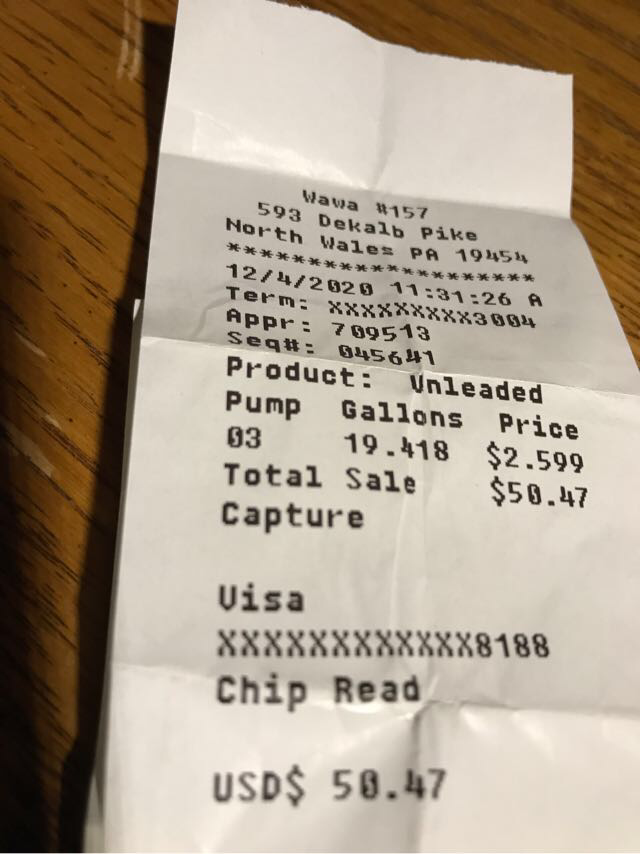 Wawa #157
593 Dekalb Pike
North Wales PA 19454
********************
12/4/2020 11:31:26 A
Term: XXXXXXXXX3004
Appr: 709513
Seq#: 045641
Product: Unleaded
Pump Gallons Price
03 19.418 $2.599
Total Sale $50.47
Capture
Visa
XXXXXXXXXXXX8188
Chip Read
USD$ 50.47